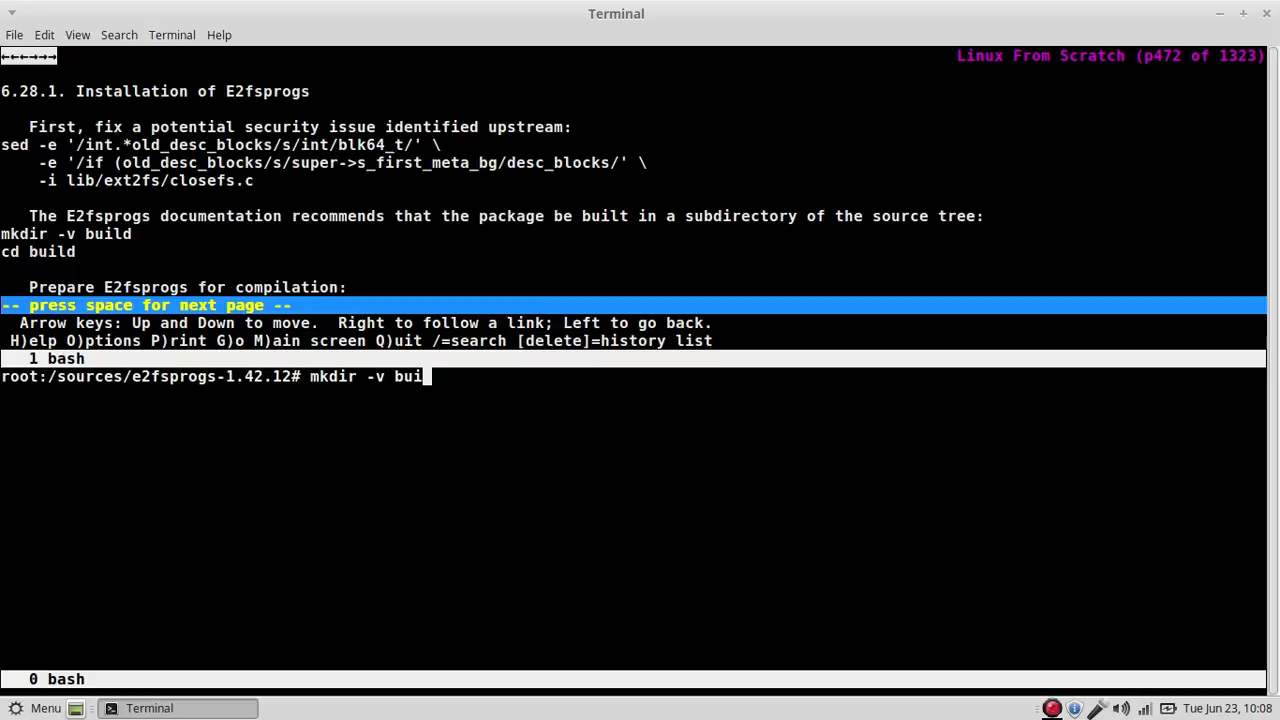 Terminal
File Edit View Search Terminal Help
←←←→→→ Linux From Scratch (p472 of 1323)
6.28.1. Installation of E2fsprogs
First, fix a potential security issue identified upstream:
sed -e '/int.*old_desc_blocks/s/int/blk64_t/' \
-e '/if (old_desc_blocks/s/super->s_first_meta_bg/desc_blocks/' \
-i lib/ext2fs/closefs.c
The E2fsprogs documentation recommends that the package be built in a subdirectory of the source tree:
mkdir -v build
cd build
Prepare E2fsprogs for compilation:
-- press space for next page --
Arrow keys: Up and Down to move. Right to follow a link; Left to go back.
H)elp O)ptions P)rint G)o M)ain screen Q)uit /=search [delete]=history list
1 bash
root:/sources/e2fsprogs-1.42.12# mkdir -v bui
0 bash
Menu Terminal Tue Jun 23, 10:08